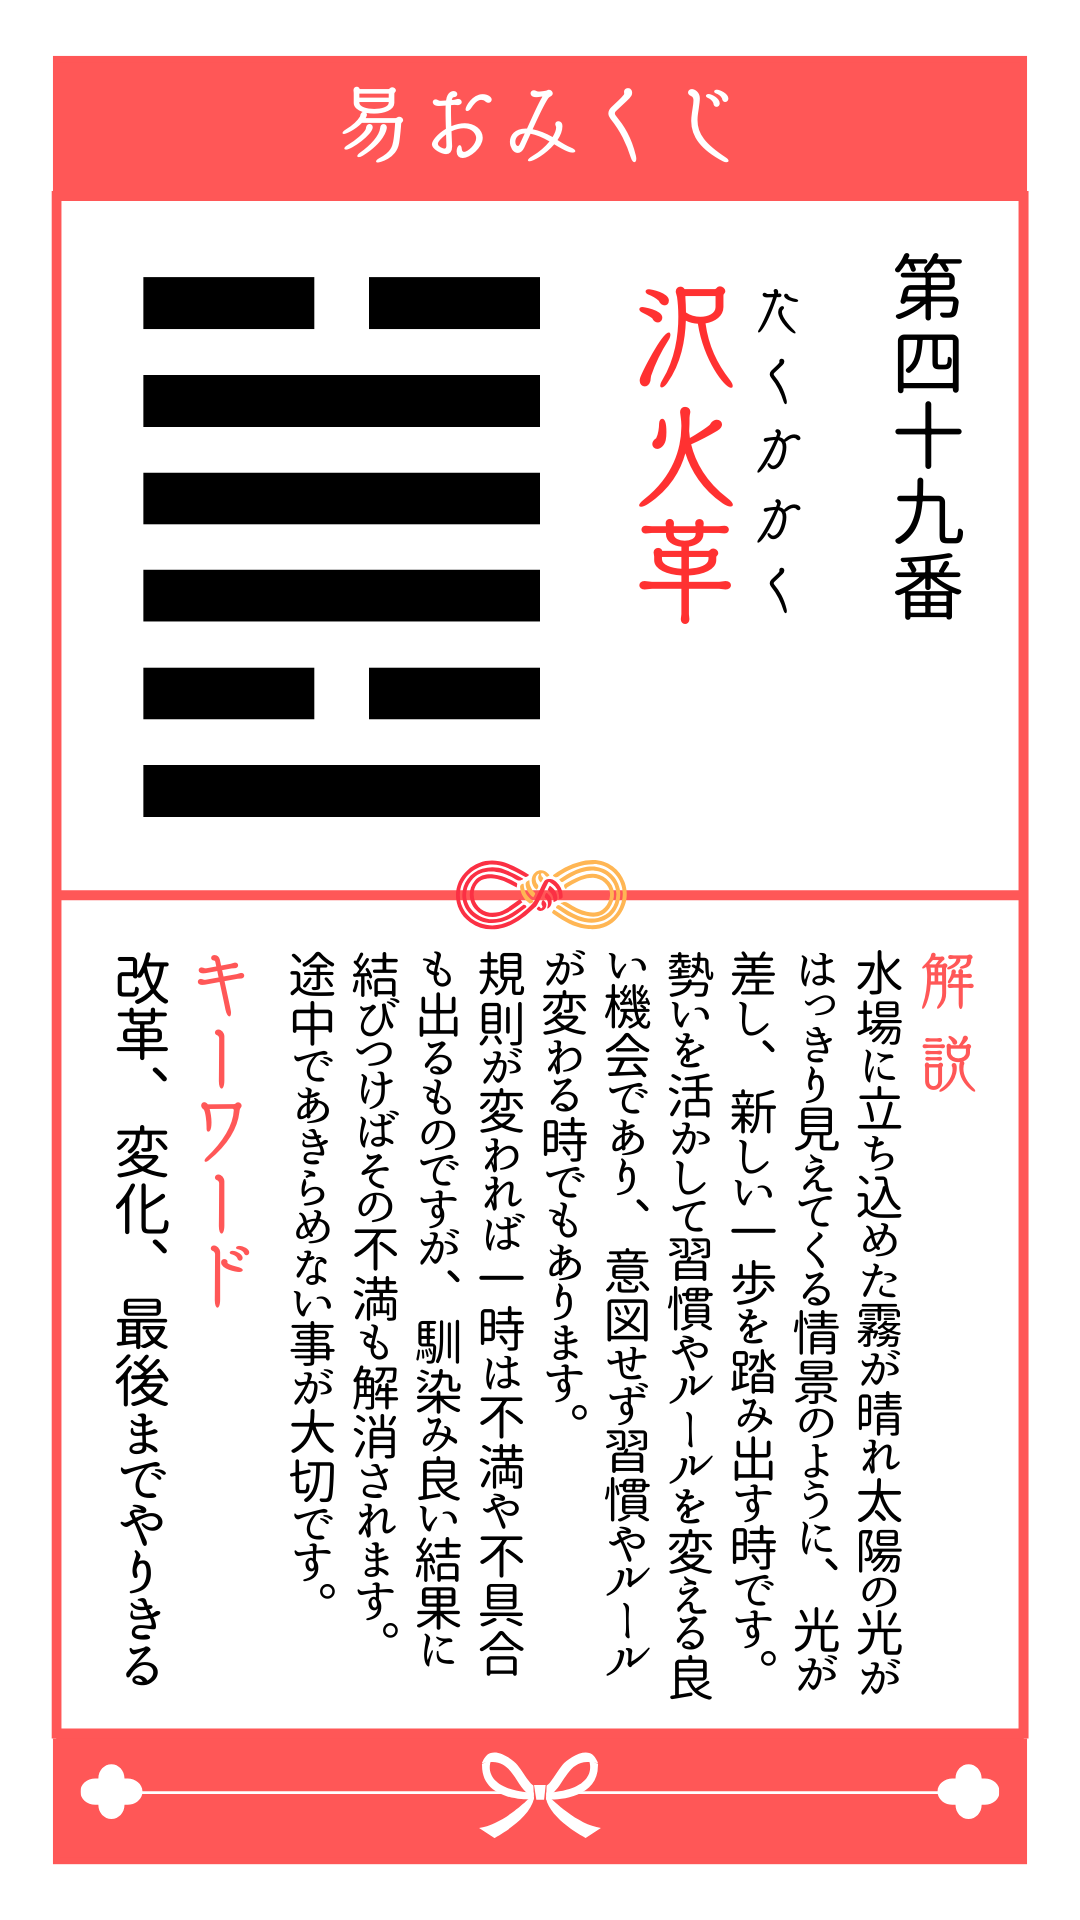 易おみくじ
第四十九番
たくかかく
沢火革
解説
水場に立ち込めた霧が晴れ太陽の光が
はっきり見えてくる情景のように、光が
差し、新しい一歩を踏み出す時です。
勢いを活かして習慣やルールを変える良
い機会であり、意図せず習慣やルール
が変わる時でもあります。
規則が変われば一時は不満や不具合
も出るものですが、馴染み良い結果に
結びつけばその不満も解消されます。
途中であきらめない事が大切です。
キーワード
改革、変化、最後までやりきる